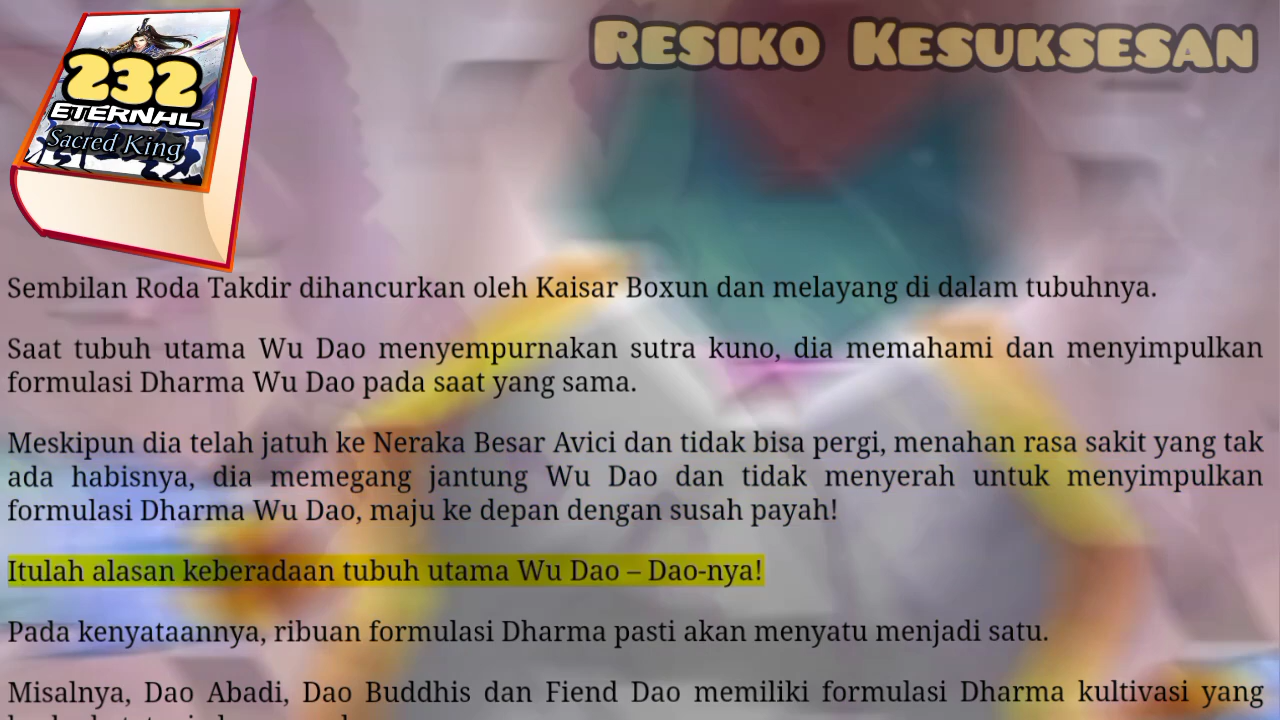 Resiko Kesuksesan
232
ETERNAL
Sacred King
Sembilan Roda Takdir dihancurkan oleh Kaisar Boxun dan melayang di dalam tubuhnya.
Saat tubuh utama Wu Dao menyempurnakan sutra kuno, dia memahami dan menyimpulkan
formulasi Dharma Wu Dao pada saat yang sama.
Meskipun dia telah jatuh ke Neraka Besar Avici dan tidak bisa pergi, menahan rasa sakit yang tak
ada habisnya, dia memegang jantung Wu Dao dan tidak menyerah untuk menyimpulkan
formulasi Dharma Wu Dao, maju ke depan dengan susah payah!
Itulah alasan keberadaan tubuh utama Wu Dao – Dao-nya!
Pada kenyataannya, ribuan formulasi Dharma pasti akan menyatu menjadi satu.
Misalnya, Dao Abadi, Dao Buddhis dan Fiend Dao memiliki formulasi Dharma kultivasi yang